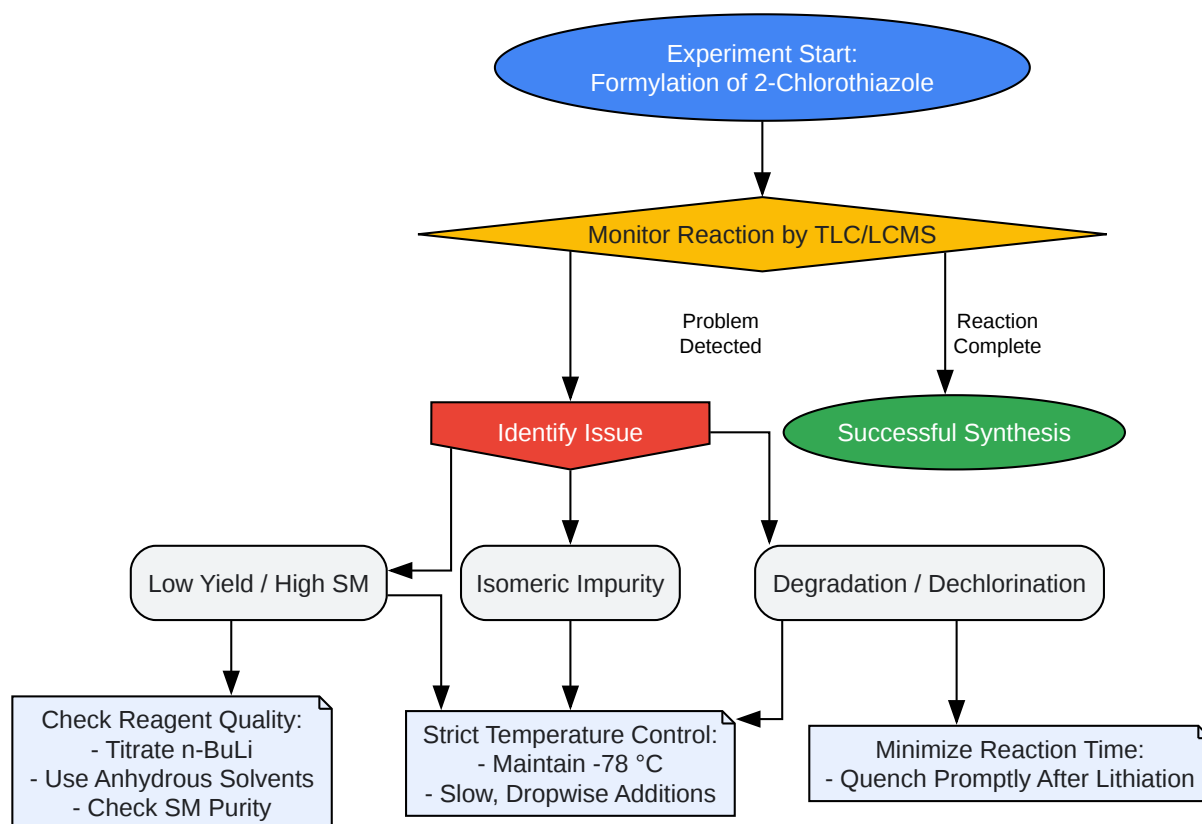 Experiment Start:
Formylation of 2-Chlorothiazole
Monitor Reaction by TLC/LCMS
Problem
Detected
Reaction
Complete
Identify Issue
Successful Synthesis
Low Yield / High SM
Isomeric Impurity
Degradation / Dechlorination
Check Reagent Quality:
- Titrate n-BuLi
- Use Anhydrous Solvents
- Check SM Purity
Strict Temperature Control:
- Maintain -78 °C
- Slow, Dropwise Additions
Minimize Reaction Time:
- Quench Promptly After Lithiation